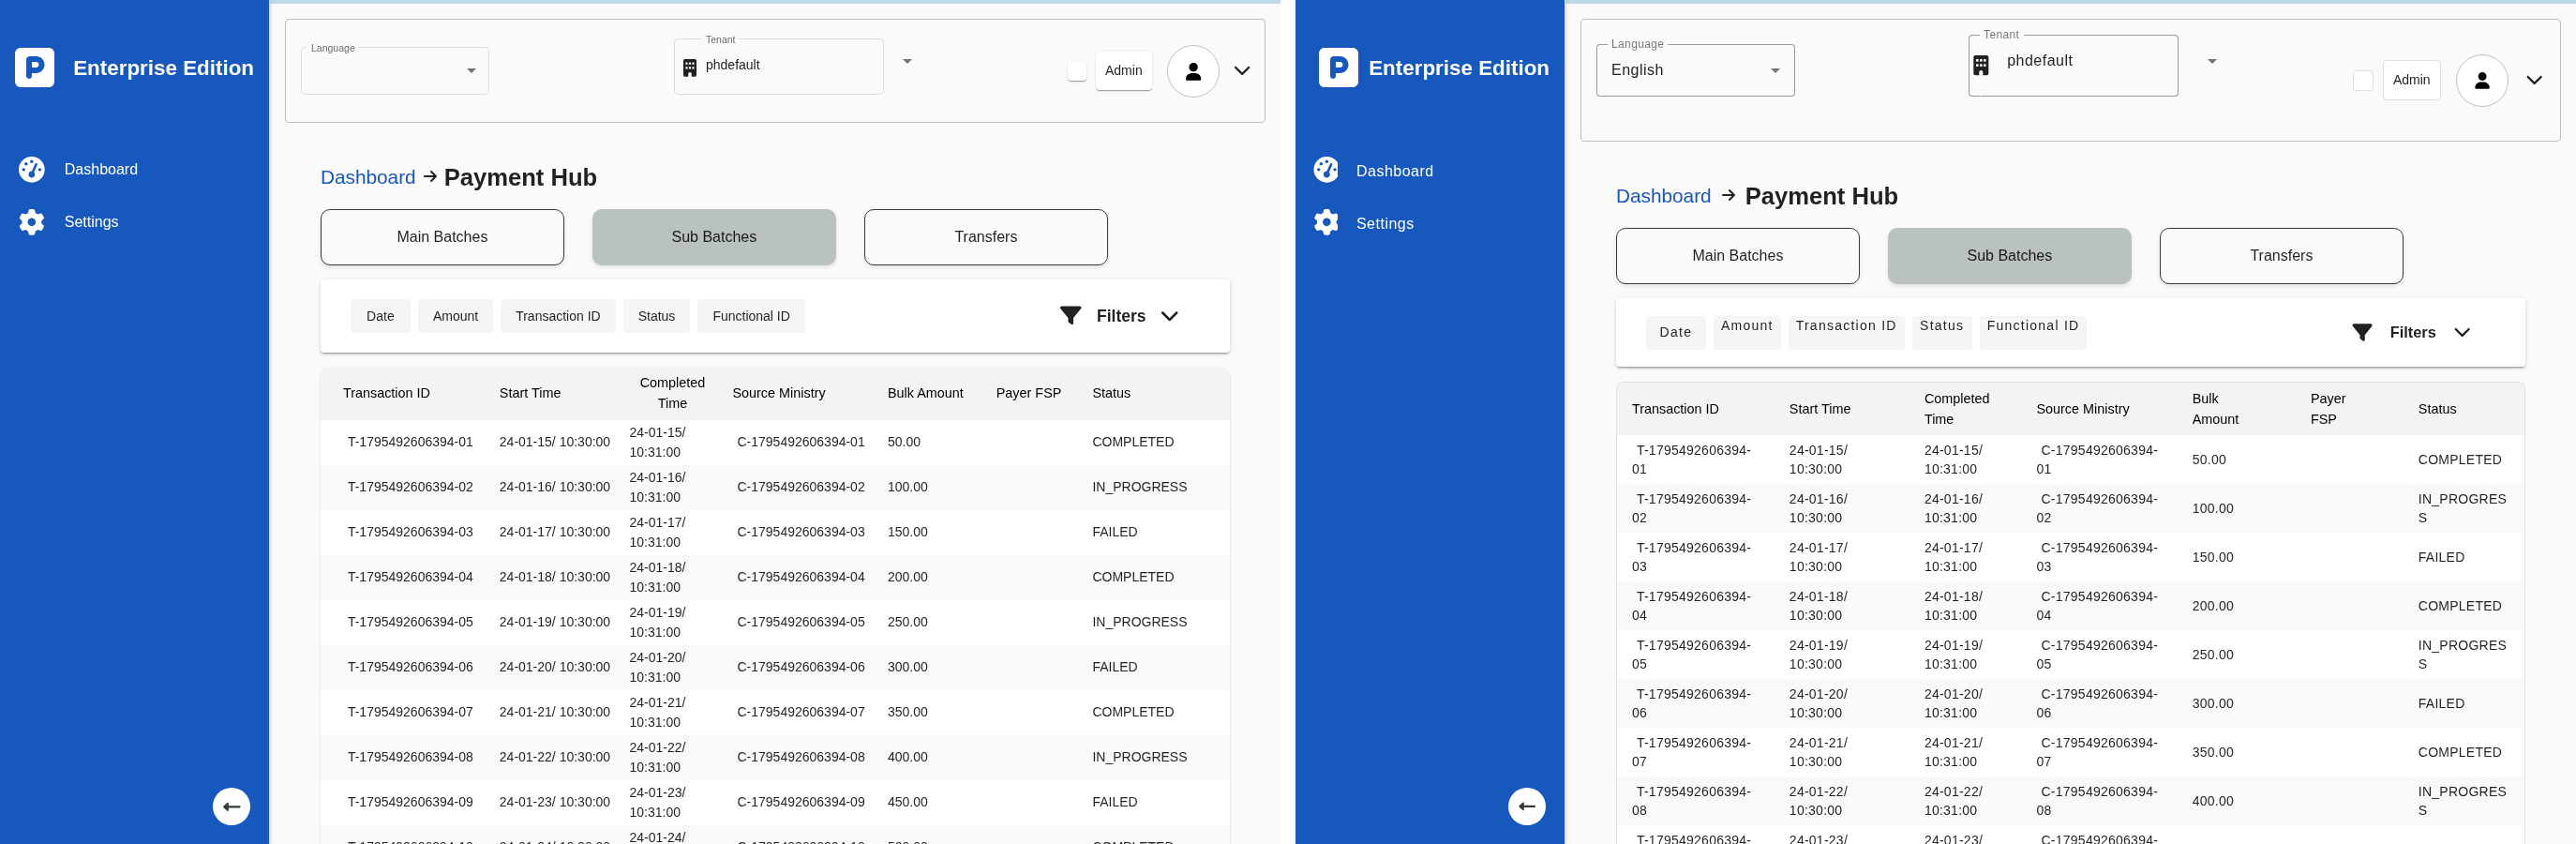 Enterprise Edition
Dashboard
Settings
Language
Tenant
phdefault
Admin
Dashboard → Payment Hub
Main Batches Sub Batches Transfers
Date Amount Transaction ID Status Functional ID Filters
Transaction ID Start Time Completed Time Source Ministry Bulk Amount Payer FSP Status
T-1795492606394-01 24-01-15/ 10:30:00 24-01-15/ 10:31:00 C-1795492606394-01 50.00 COMPLETED
T-1795492606394-02 24-01-16/ 10:30:00 24-01-16/ 10:31:00 C-1795492606394-02 100.00 IN_PROGRESS
T-1795492606394-03 24-01-17/ 10:30:00 24-01-17/ 10:31:00 C-1795492606394-03 150.00 FAILED
T-1795492606394-04 24-01-18/ 10:30:00 24-01-18/ 10:31:00 C-1795492606394-04 200.00 COMPLETED
T-1795492606394-05 24-01-19/ 10:30:00 24-01-19/ 10:31:00 C-1795492606394-05 250.00 IN_PROGRESS
T-1795492606394-06 24-01-20/ 10:30:00 24-01-20/ 10:31:00 C-1795492606394-06 300.00 FAILED
T-1795492606394-07 24-01-21/ 10:30:00 24-01-21/ 10:31:00 C-1795492606394-07 350.00 COMPLETED
T-1795492606394-08 24-01-22/ 10:30:00 24-01-22/ 10:31:00 C-1795492606394-08 400.00 IN_PROGRESS
T-1795492606394-09 24-01-23/ 10:30:00 24-01-23/ 10:31:00 C-1795492606394-09 450.00 FAILED
24-01-24/
Enterprise Edition
Dashboard
Settings
Language
English
Tenant
phdefault
Admin
Dashboard → Payment Hub
Main Batches Sub Batches Transfers
Date Amount Transaction ID Status Functional ID Filters
Transaction ID Start Time Completed Time Source Ministry Bulk Amount Payer FSP Status
T-1795492606394-01 24-01-15/ 10:30:00 24-01-15/ 10:31:00 C-1795492606394-01 50.00 COMPLETED
T-1795492606394-02 24-01-16/ 10:30:00 24-01-16/ 10:31:00 C-1795492606394-02 100.00 IN_PROGRESS
T-1795492606394-03 24-01-17/ 10:30:00 24-01-17/ 10:31:00 C-1795492606394-03 150.00 FAILED
T-1795492606394-04 24-01-18/ 10:30:00 24-01-18/ 10:31:00 C-1795492606394-04 200.00 COMPLETED
T-1795492606394-05 24-01-19/ 10:30:00 24-01-19/ 10:31:00 C-1795492606394-05 250.00 IN_PROGRESS
T-1795492606394-06 24-01-20/ 10:30:00 24-01-20/ 10:31:00 C-1795492606394-06 300.00 FAILED
T-1795492606394-07 24-01-21/ 10:30:00 24-01-21/ 10:31:00 C-1795492606394-07 350.00 COMPLETED
T-1795492606394-08 24-01-22/ 10:30:00 24-01-22/ 10:31:00 C-1795492606394-08 400.00 IN_PROGRESS
T-1795492606394- 24-01-23/ 24-01-23/ C-1795492606394-